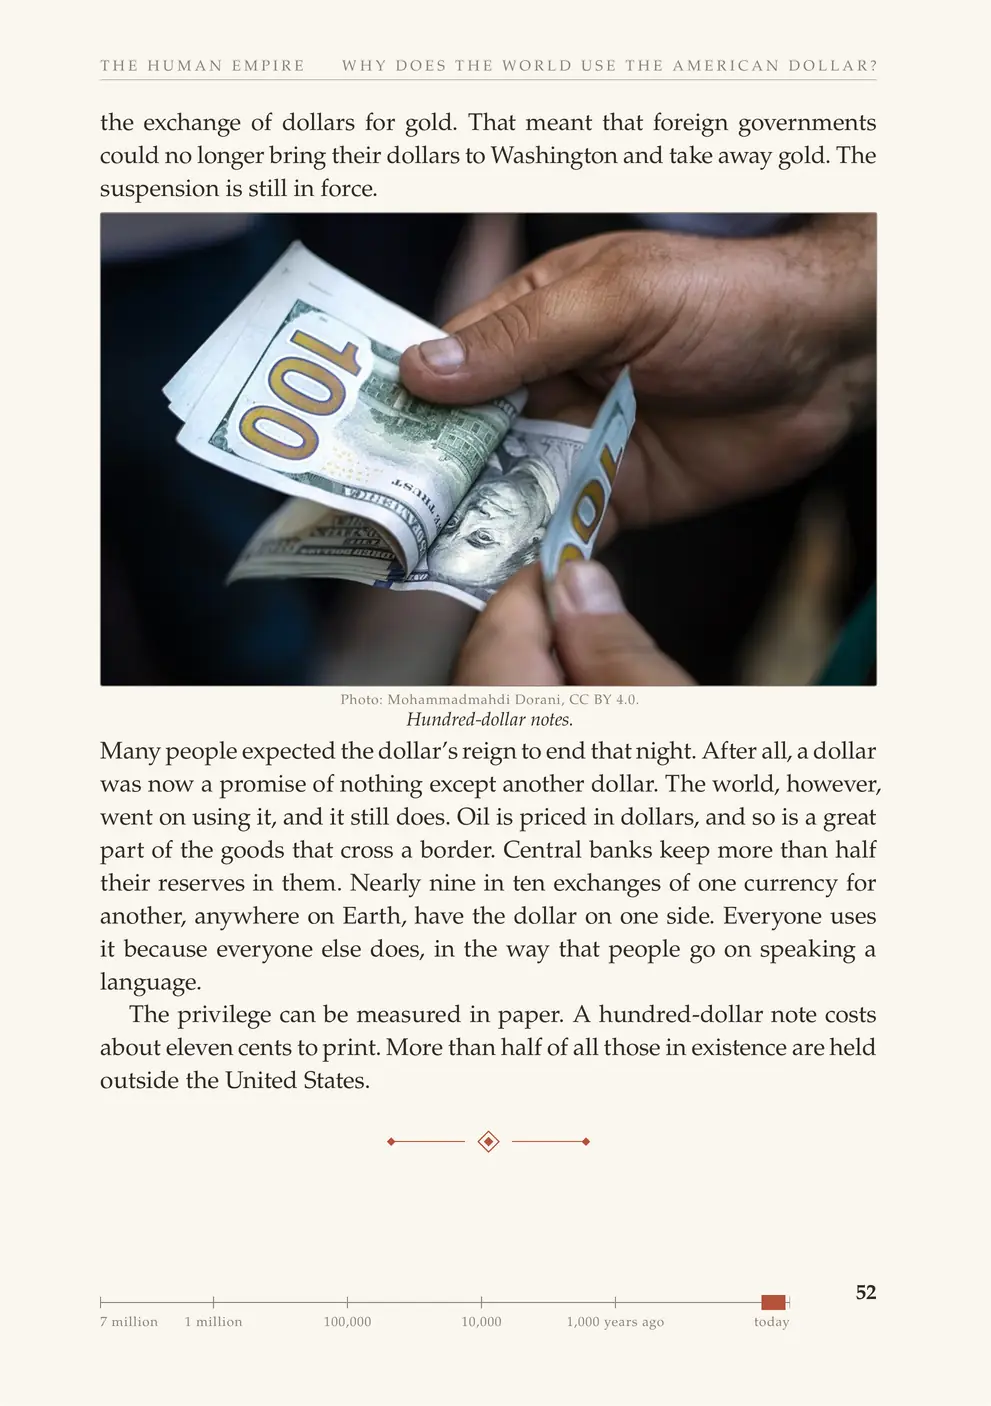 THE HUMAN EMPIRE WHY DOES THE WORLD USE THE AMERICAN DOLLAR?
the exchange of dollars for gold. That meant that foreign governments
could no longer bring their dollars to Washington and take away gold. The
suspension is still in force.
100
TRUST
100
Photo: Mohammadmahdi Dorani, CC BY 4.0.
Hundred-dollar notes.
Many people expected the dollar’s reign to end that night. After all, a dollar
was now a promise of nothing except another dollar. The world, however,
went on using it, and it still does. Oil is priced in dollars, and so is a great
part of the goods that cross a border. Central banks keep more than half
their reserves in them. Nearly nine in ten exchanges of one currency for
another, anywhere on Earth, have the dollar on one side. Everyone uses
it because everyone else does, in the way that people go on speaking a
language.
The privilege can be measured in paper. A hundred-dollar note costs
about eleven cents to print. More than half of all those in existence are held
outside the United States.
52
7 million 1 million 100,000 10,000 1,000 years ago today